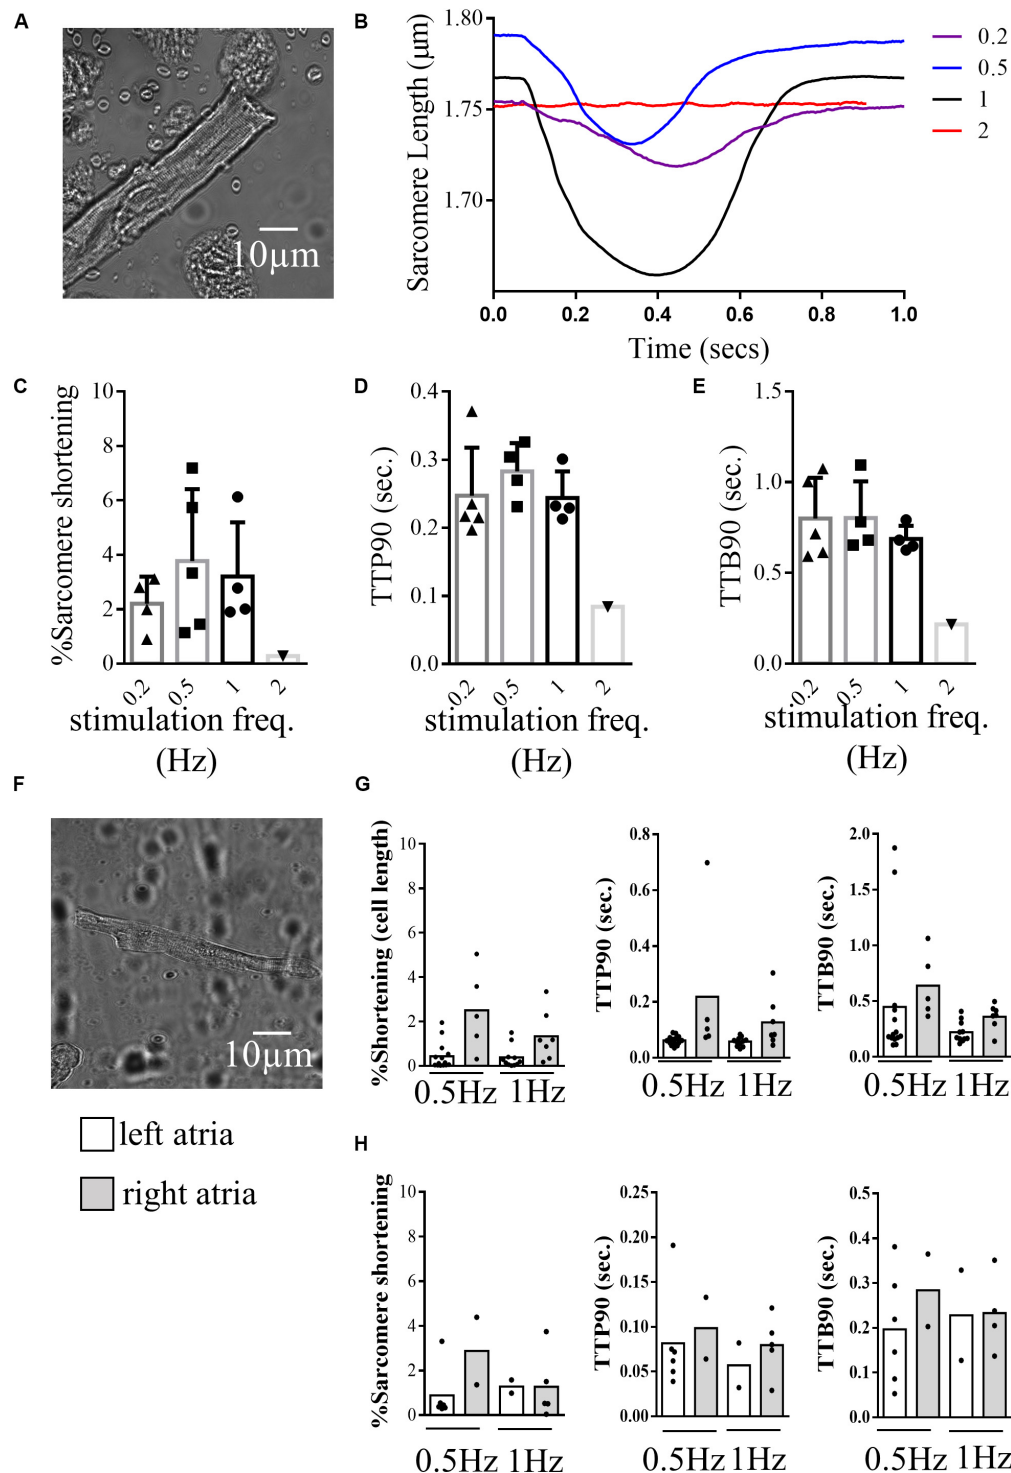 A
10µm
B
Sarcomere Length (µm)
1.80
1.75
1.70
0.0 0.2 0.4 0.6 0.8 1.0
Time (secs)
0.2
0.5
1
2
C
%Sarcomere shortening
10
8
6
4
2
0
0.2 0.5 1 2
stimulation freq.
(Hz)
D
TTP90 (sec.)
0.4
0.3
0.2
0.1
0.0
0.2 0.5 1 2
stimulation freq.
(Hz)
E
TTB90 (sec.)
1.5
1.0
0.5
0.0
0.2 0.5 1 2
stimulation freq.
(Hz)
F
10µm
left atria
right atria
G
%Shortening (cell length)
10
8
6
4
2
0
0.5Hz 1Hz
TTP90 (sec.)
0.8
0.6
0.4
0.2
0.0
0.5Hz 1Hz
TTB90 (sec.)
2.0
1.5
1.0
0.5
0.0
0.5Hz 1Hz
H
%Sarcomere shortening
10
8
6
4
2
0
0.5Hz 1Hz
TTP90 (sec.)
0.25
0.20
0.15
0.10
0.05
0.00
0.5Hz 1Hz
TTB90 (sec.)
0.5
0.4
0.3
0.2
0.1
0.0
0.5Hz 1Hz